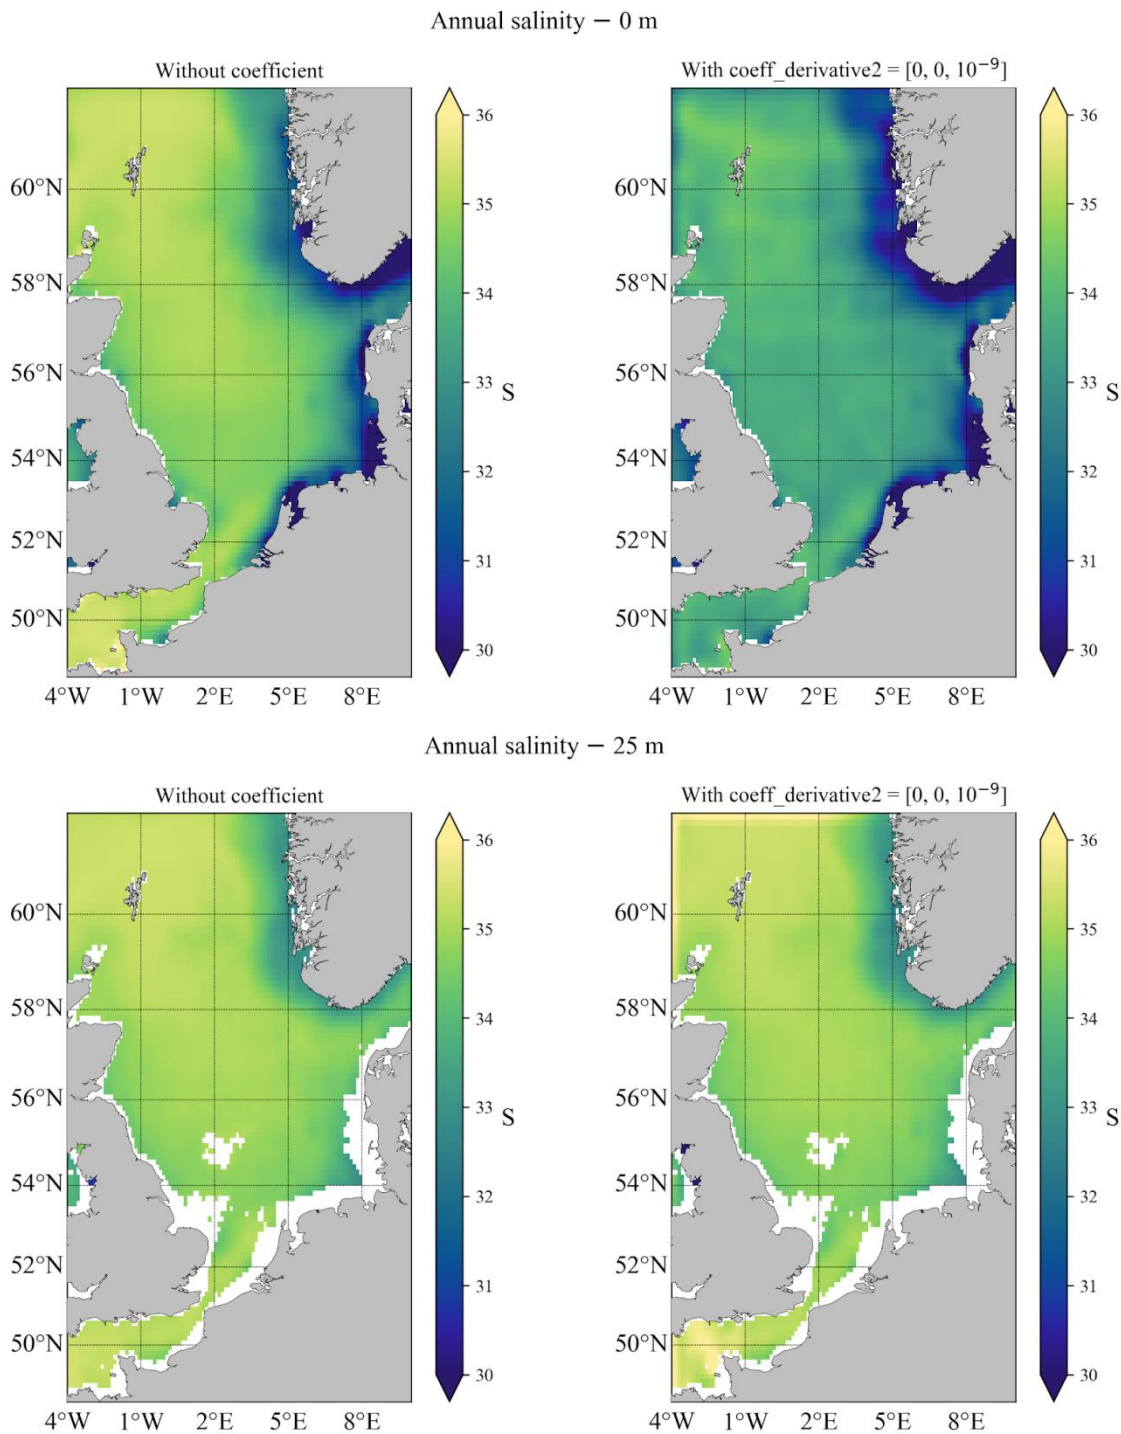 Annual salinity − 0 m
Without coefficient
With coeff_derivative2 = [0, 0, 10⁻⁹]
60°N
58°N
56°N
54°N
52°N
50°N
4°W 1°W 2°E 5°E 8°E
36
35
34
33
32
31
30
S
60°N
58°N
56°N
54°N
52°N
50°N
4°W 1°W 2°E 5°E 8°E
36
35
34
33
32
31
30
S
Annual salinity − 25 m
Without coefficient
With coeff_derivative2 = [0, 0, 10⁻⁹]
60°N
58°N
56°N
54°N
52°N
50°N
4°W 1°W 2°E 5°E 8°E
36
35
34
33
32
31
30
S
60°N
58°N
56°N
54°N
52°N
50°N
4°W 1°W 2°E 5°E 8°E
36
35
34
33
32
31
30
S